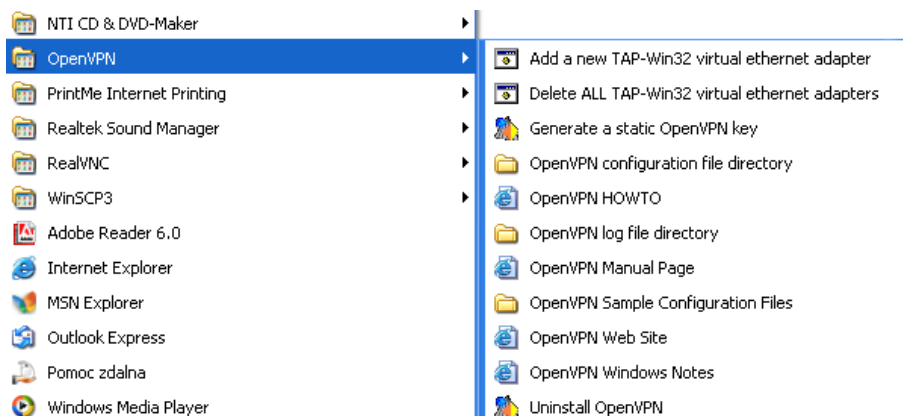 NTI CD & DVD-Maker
OpenVPN
PrintMe Internet Printing
Realtek Sound Manager
RealVNC
WinSCP3
Adobe Reader 6.0
Internet Explorer
MSN Explorer
Outlook Express
Pomoc zdalna
Windows Media Player
Add a new TAP-Win32 virtual ethernet adapter
Delete ALL TAP-Win32 virtual ethernet adapters
Generate a static OpenVPN key
OpenVPN configuration file directory
OpenVPN HOWTO
OpenVPN log file directory
OpenVPN Manual Page
OpenVPN Sample Configuration Files
OpenVPN Web Site
OpenVPN Windows Notes
Uninstall OpenVPN